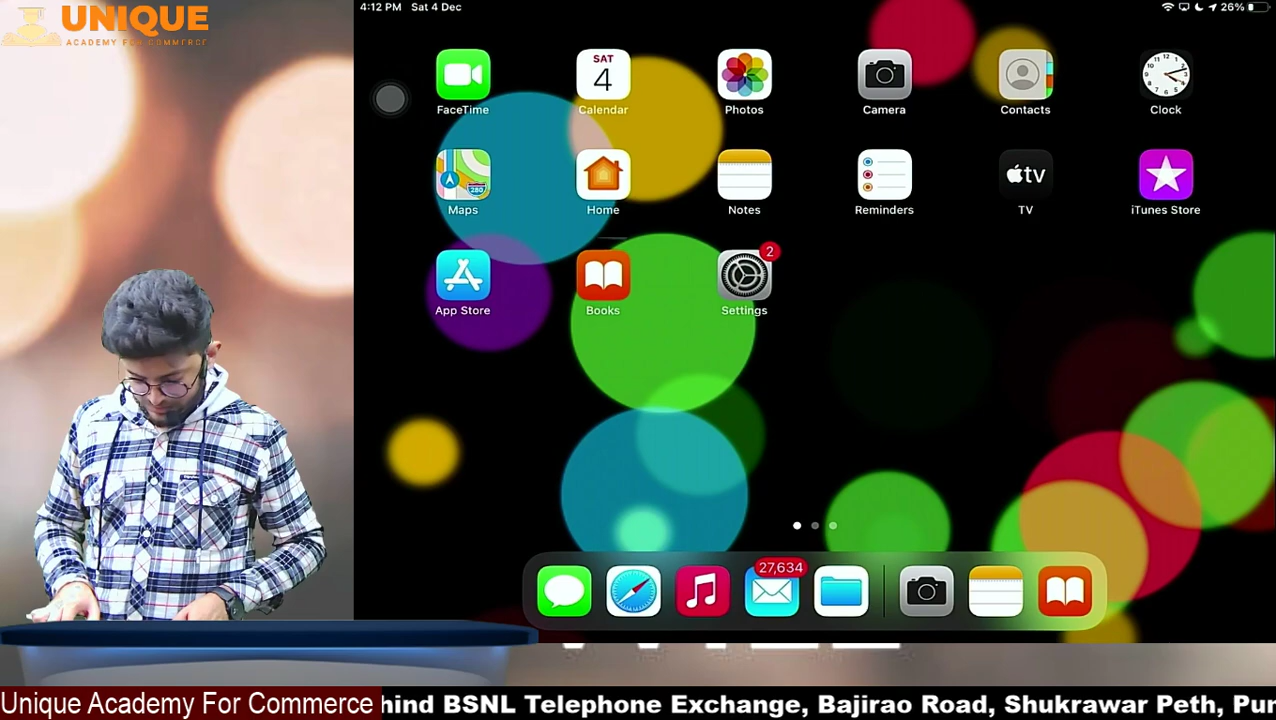 UNIQUE
ACADEMY FOR COMMERCE
4:12 PM Sat 4 Dec
26%
FaceTime
SAT
4
Calendar
Photos
Camera
Contacts
Clock
280
Maps
Home
Notes
Reminders
tv
TV
iTunes Store
App Store
Books
2
Settings
27,634
Unique Academy For Commerce
hind BSNL Telephone Exchange, Bajirao Road, Shukrawar Peth, Pun